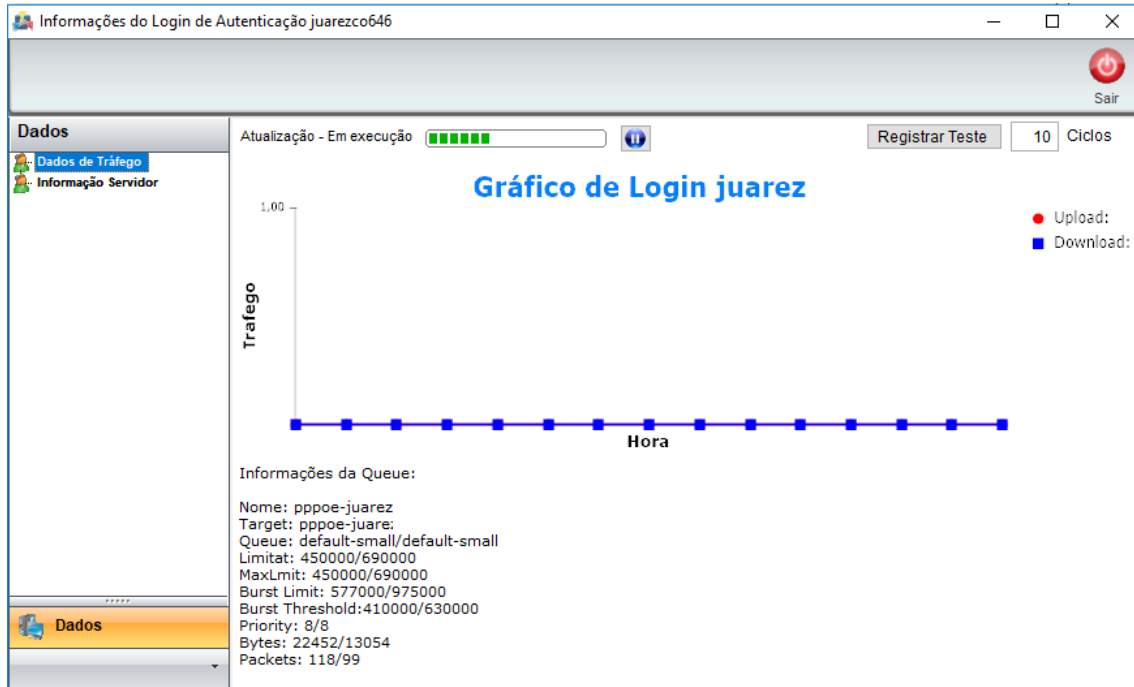 Informações do Login de Autenticação juarezco646
Sair
Dados
Dados de Tráfego
Informação Servidor
Atualização - Em execução
Registrar Teste
10 Ciclos
Gráfico de Login juarez
1,00
Upload:
Download:
Trafego
Hora
Informações da Queue:
Nome: pppoe-juarez
Target: pppoe-juare:
Queue: default-small/default-small
Limitat: 450000/690000
MaxLmit: 450000/690000
Burst Limit: 577000/975000
Burst Threshold:410000/630000
Priority: 8/8
Bytes: 22452/13054
Packets: 118/99
Dados